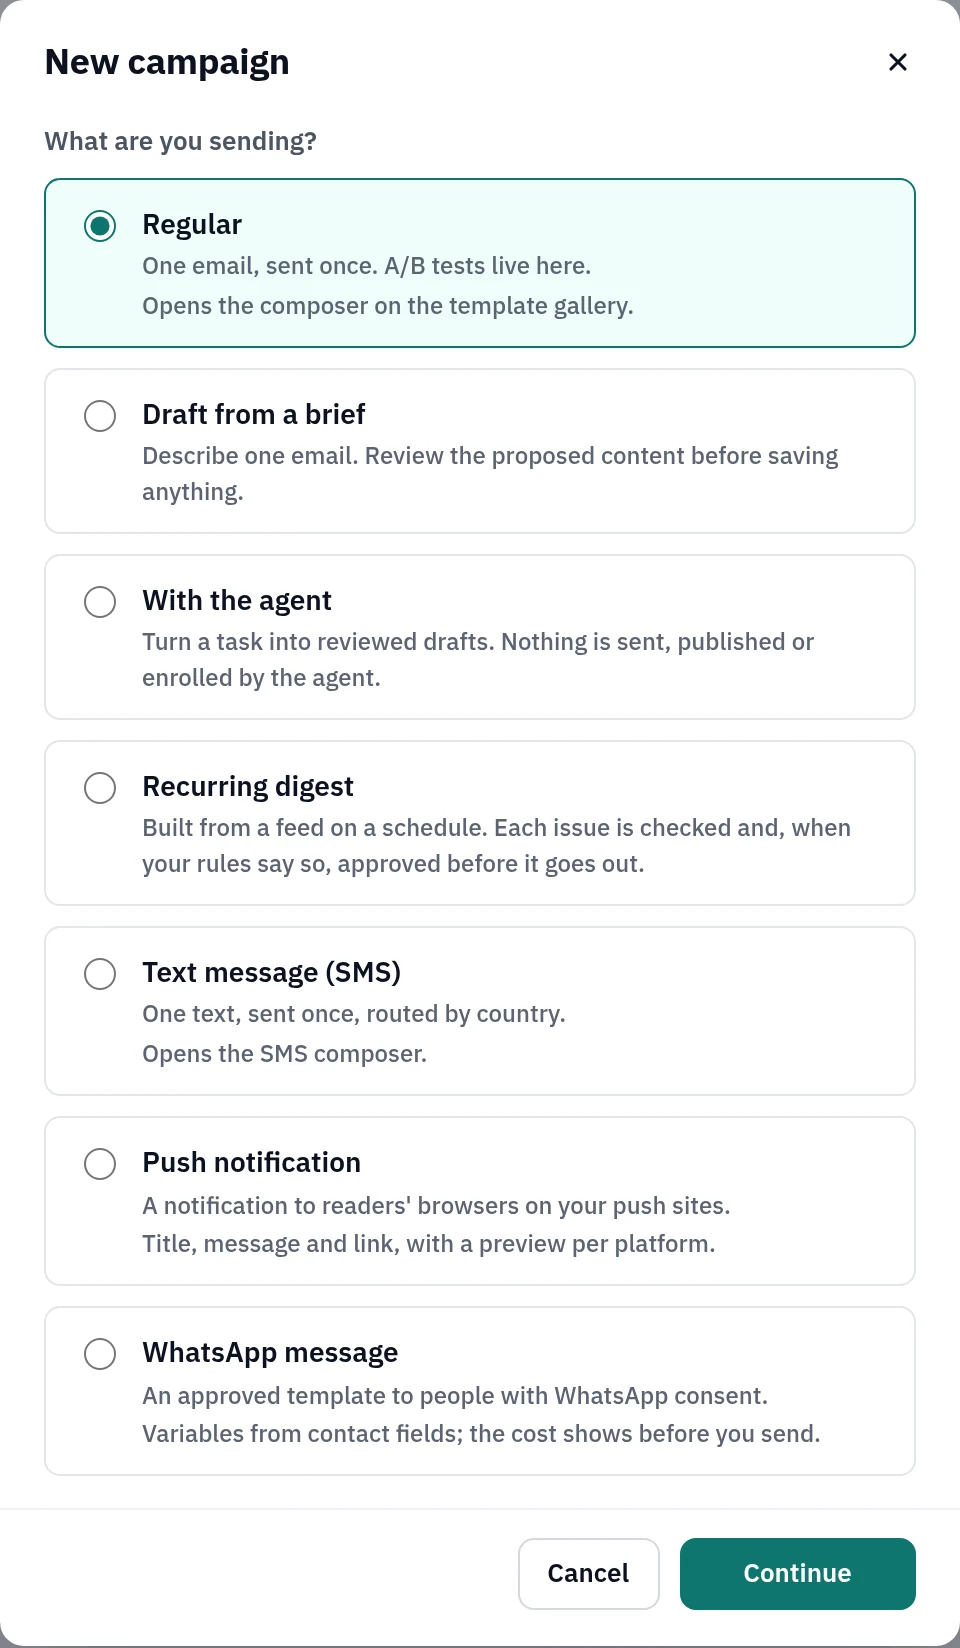 New campaign
What are you sending?
Regular
One email, sent once. A/B tests live here.
Opens the composer on the template gallery.
Draft from a brief
Describe one email. Review the proposed content before saving
anything.
With the agent
Turn a task into reviewed drafts. Nothing is sent, published or
enrolled by the agent.
Recurring digest
Built from a feed on a schedule. Each issue is checked and, when
your rules say so, approved before it goes out.
Text message (SMS)
One text, sent once, routed by country.
Opens the SMS composer.
Push notification
A notification to readers' browsers on your push sites.
Title, message and link, with a preview per platform.
WhatsApp message
An approved template to people with WhatsApp consent.
Variables from contact fields; the cost shows before you send.
Cancel
Continue